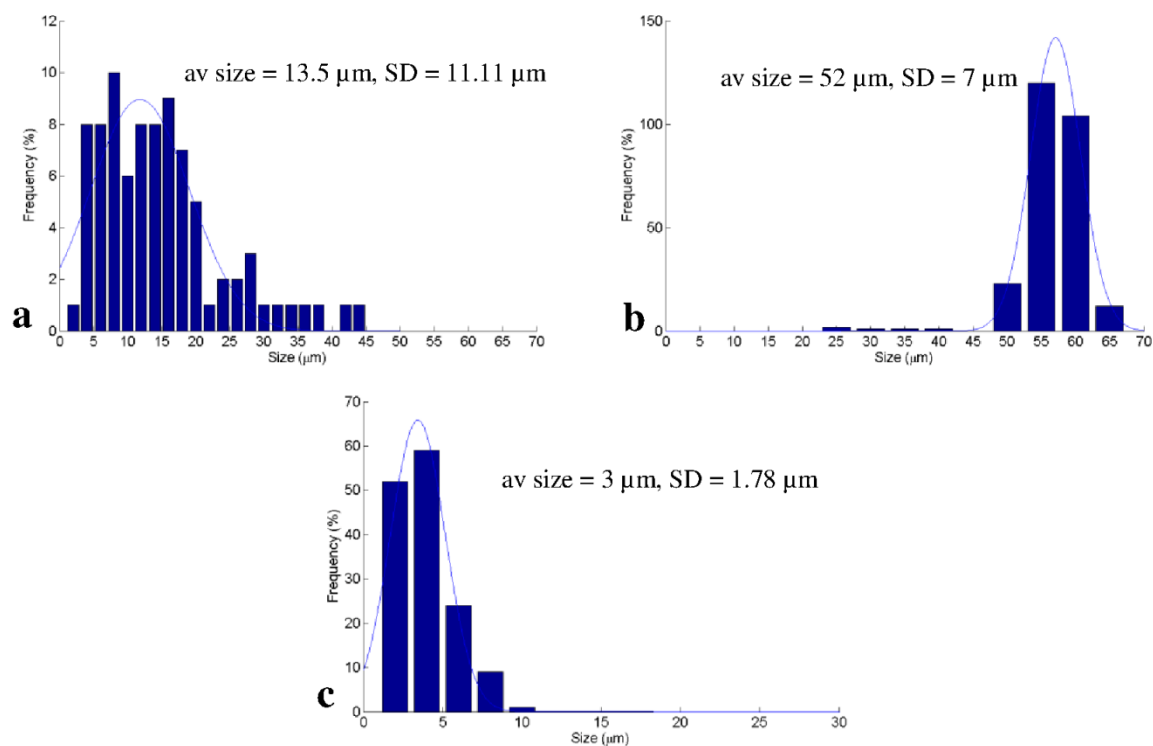 12
10
8
6
4
2
0
Frequency (%)
av size = 13.5 µm, SD = 11.11 µm
0 5 10 15 20 25 30 35 40 45 50 55 60 65 70
Size (µm)
a
150
100
50
0
Frequency (%)
av size = 52 µm, SD = 7 µm
0 5 10 15 20 25 30 35 40 45 50 55 60 65 70
Size (µm)
b
70
60
50
40
30
20
10
0
Frequency (%)
av size = 3 µm, SD = 1.78 µm
0 5 10 15 20 25 30
Size (µm)
c